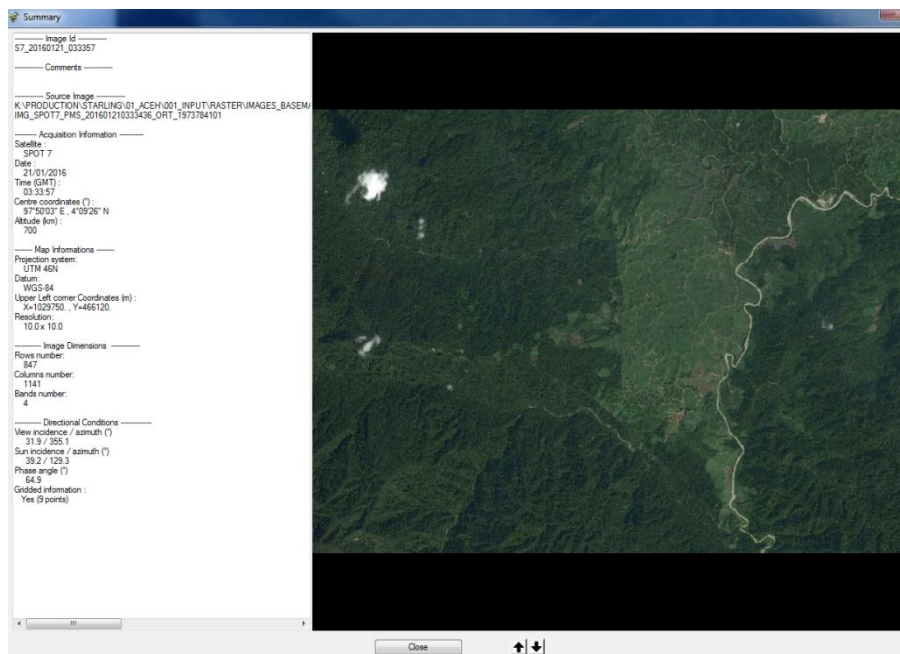 Summary
---------- Image Id ----------
S7_20160121_033357
---------- Comments ----------
---------- Source Image ----------
K:\PRODUCTION\STARLING\01_ACEH\001_INPUT\RASTER\IMAGES_BASEMA
IMG_SPOT7_PMS_201601210333436_ORT_1973784101
-------- Acquisition Information --------
Satellite :
SPOT 7
Date :
21/01/2016
Time (GMT) :
03:33:57
Centre coordinates (°) :
97°50'03" E , 4°09'26" N
Altitude (km) :
700
------ Map Informations ------
Projection system:
UTM 46N
Datum:
WGS-84
Upper Left corner Coordinates (m) :
X=1029750. , Y=466120.
Resolution:
10.0 x 10.0
--------- Image Dimensions ---------
Rows number:
847
Columns number:
1141
Bands number:
4
--------- Directional Conditions ---------
View incidence / azimuth (°)
31.9 / 355.1
Sun incidence / azimuth (°)
39.2 / 129.3
Phase angle (°)
64.9
Gridded information :
Yes (9 points)
Close